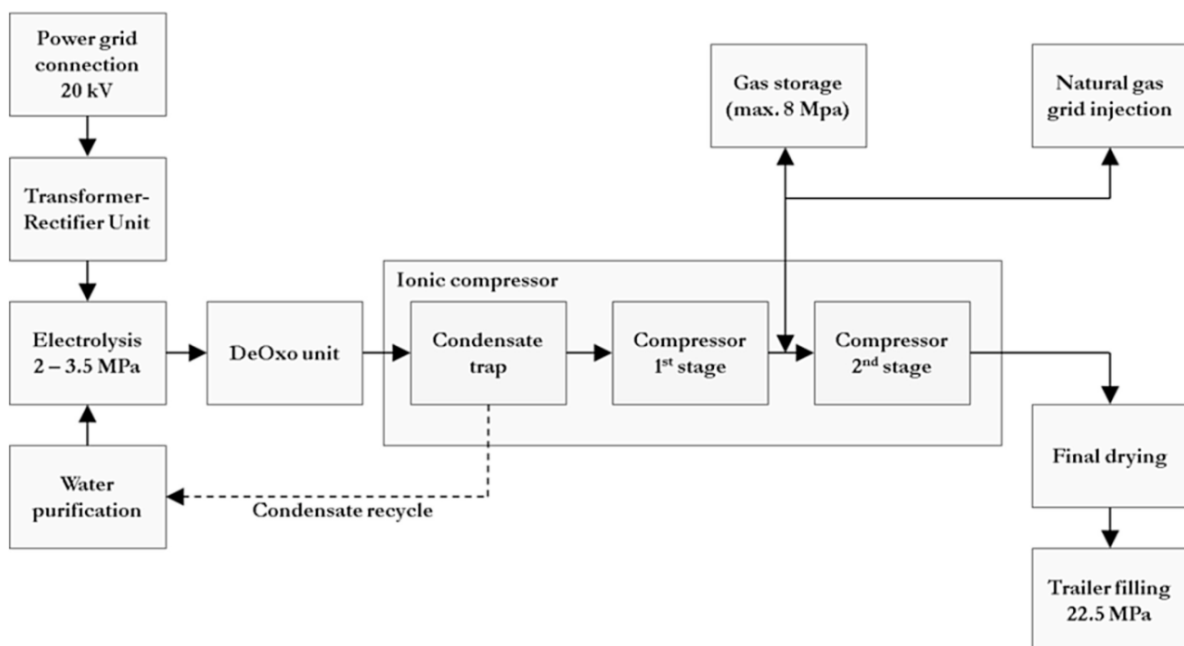 Power grid
connection
20 kV
Gas storage
(max. 8 Mpa)
Natural gas
grid injection
Transformer-
Rectifier Unit
Ionic compressor
Electrolysis
2 – 3.5 MPa
DeOxo unit
Condensate
trap
Compressor
1st stage
Compressor
2nd stage
Water
purification
Condensate recycle
Final drying
Trailer filling
22.5 MPa